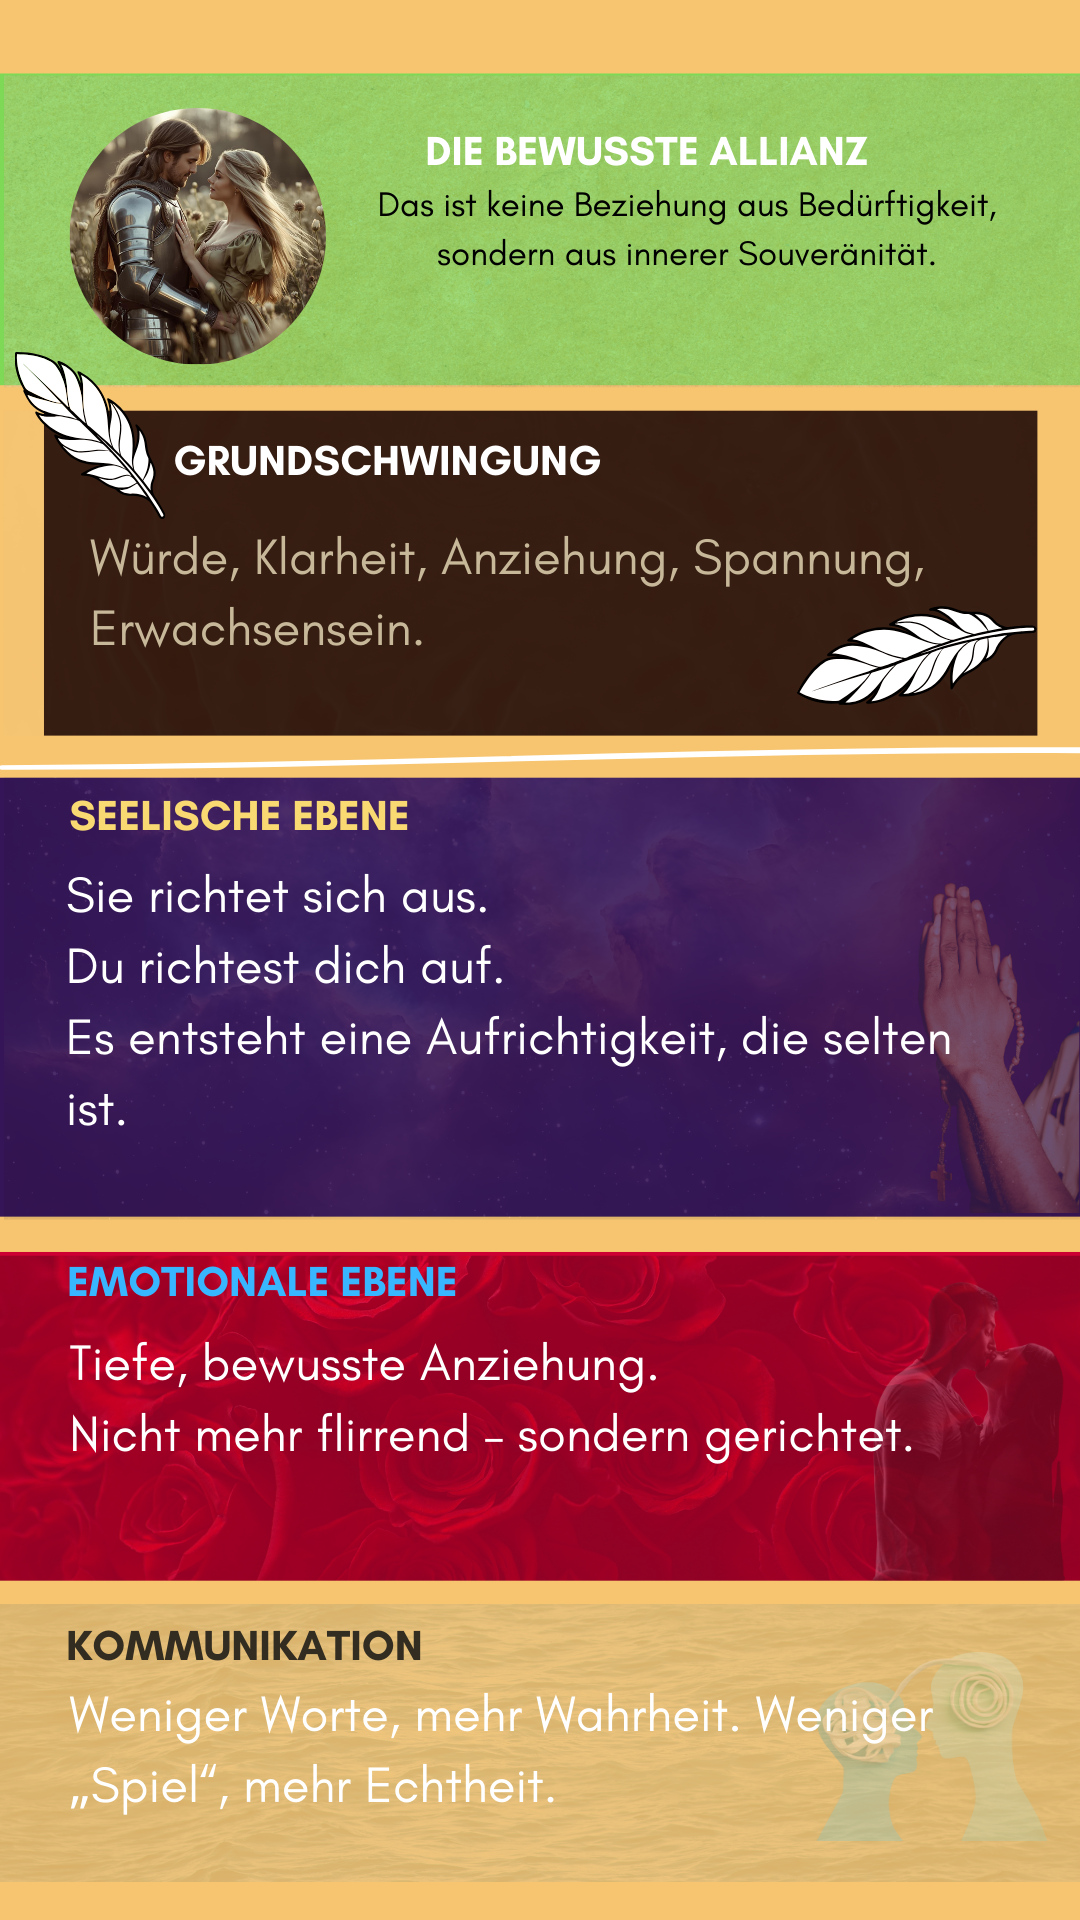 DIE BEWUSSTE ALLIANZ
Das ist keine Beziehung aus Bedürftigkeit,
sondern aus innerer Souveränität.
GRUNDSCHWINGUNG
Würde, Klarheit, Anziehung, Spannung,
Erwachsensein.
SEELISCHE EBENE
Sie richtet sich aus.
Du richtest dich auf.
Es entsteht eine Aufrichtigkeit, die selten
ist.
EMOTIONALE EBENE
Tiefe, bewusste Anziehung.
Nicht mehr flirrend – sondern gerichtet.
KOMMUNIKATION
Weniger Worte, mehr Wahrheit. Weniger
„Spiel“, mehr Echtheit.